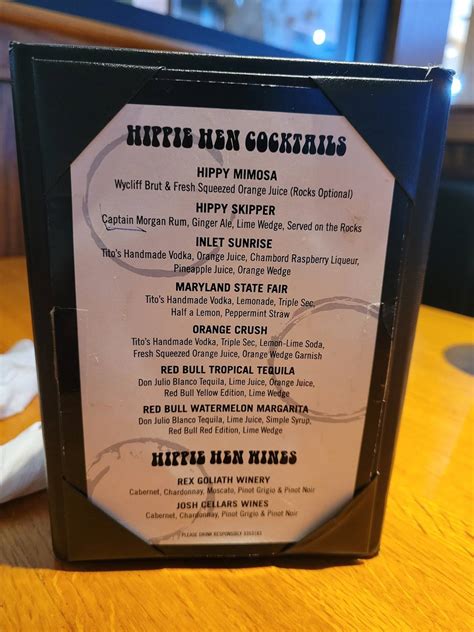 HIPPIE HEN COCKTAILS
HIPPY MIMOSA
Wycliff Brut & Fresh Squeezed Orange Juice (Rocks Optional)
HIPPY SKIPPER
Captain Morgan Rum, Ginger Ale, Lime Wedge, Served on the Rocks
INLET SUNRISE
Tito's Handmade Vodka, Orange Juice, Chambord Raspberry Liqueur,
Pineapple Juice, Orange Wedge
MARYLAND STATE FAIR
Tito's Handmade Vodka, Lemonade, Triple Sec,
Half a Lemon, Peppermint Straw
ORANGE CRUSH
Tito's Handmade Vodka, Triple Sec, Lemon-Lime Soda,
Fresh Squeezed Orange Juice, Orange Wedge Garnish
RED BULL TROPICAL TEQUILA
Don Julio Blanco Tequila, Lime Juice, Orange Juice,
Red Bull Yellow Edition, Lime Wedge
RED BULL WATERMELON MARGARITA
Don Julio Blanco Tequila, Lime Juice, Simple Syrup,
Red Bull Red Edition, Lime Wedge
HIPPIE HEN WINES
REX GOLIATH WINERY
Cabernet, Chardonnay, Moscato, Pinot Grigio & Pinot Noir
JOSH CELLARS WINES
Cabernet, Chardonnay, Pinot Grigio & Pinot Noir
PLEASE DRINK RESPONSIBLY